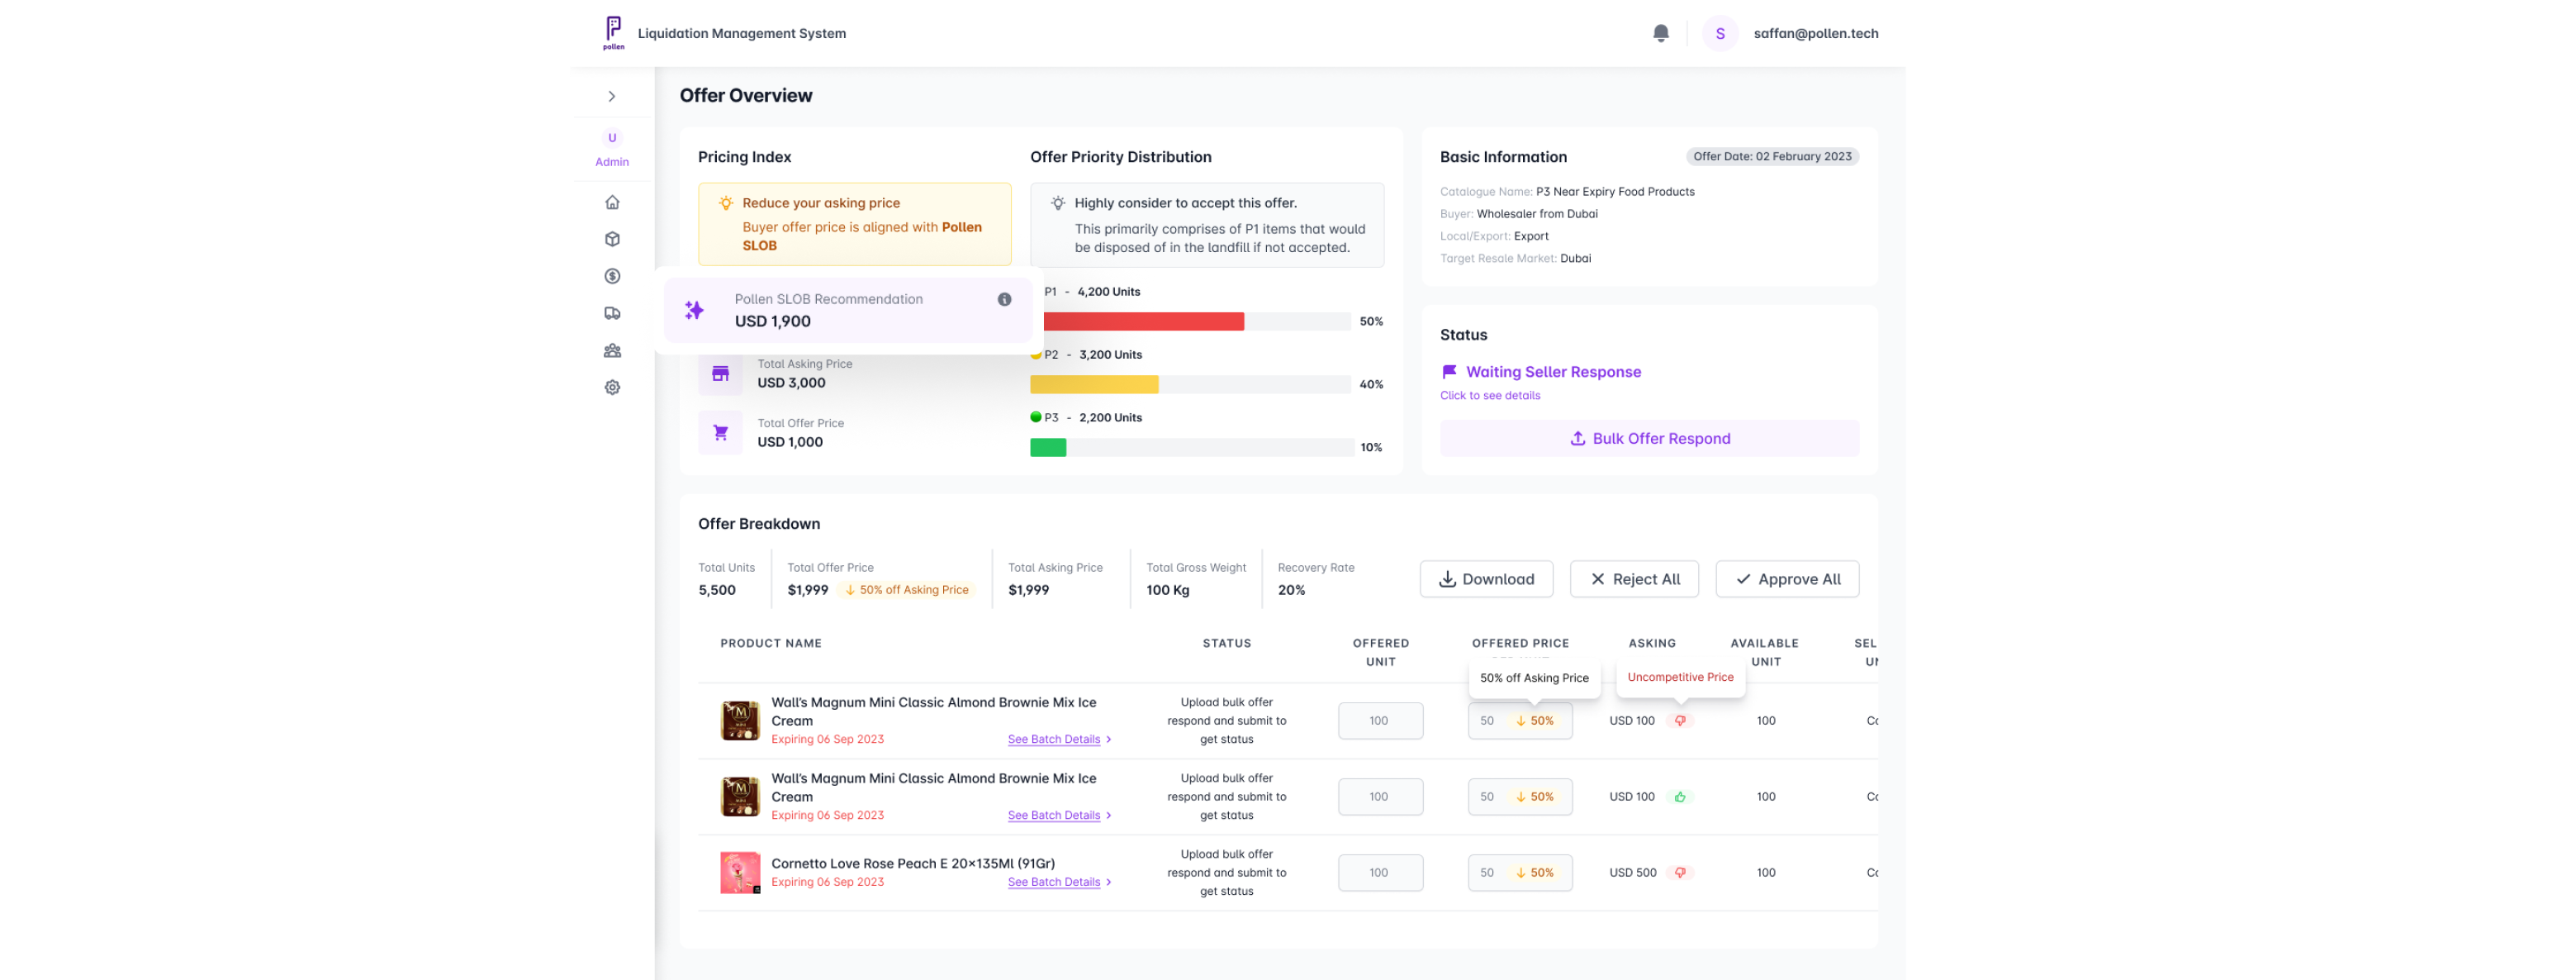 pollen
Liquidation Management System
S
saffan@pollen.tech
U
Admin
Offer Overview
Pricing Index
Reduce your asking price
Buyer offer price is aligned with Pollen
SLOB
Pollen SLOB Recommendation
USD 1,900
Total Asking Price
USD 3,000
Total Offer Price
USD 1,000
Offer Priority Distribution
Highly consider to accept this offer.
This primarily comprises of P1 items that would
be disposed of in the landfill if not accepted.
P1 - 4,200 Units
50%
P2 - 3,200 Units
40%
P3 - 2,200 Units
10%
Basic Information
Offer Date: 02 February 2023
Catalogue Name: P3 Near Expiry Food Products
Buyer: Wholesaler from Dubai
Local/Export: Export
Target Resale Market: Dubai
Status
Waiting Seller Response
Click to see details
Bulk Offer Respond
Offer Breakdown
Total Units
5,500
Total Offer Price
$1,999 ↓ 50% off Asking Price
Total Asking Price
$1,999
Total Gross Weight
100 Kg
Recovery Rate
20%
Download
Reject All
Approve All
PRODUCT NAME
STATUS
OFFERED
UNIT
OFFERED PRICE
ASKING
AVAILABLE
UNIT
50% off Asking Price
Uncompetitive Price
Wall's Magnum Mini Classic Almond Brownie Mix Ice
Cream
Expiring 06 Sep 2023
See Batch Details
Upload bulk offer
respond and submit to
get status
100
50 ↓ 50%
USD 100
100
Wall's Magnum Mini Classic Almond Brownie Mix Ice
Cream
Expiring 06 Sep 2023
See Batch Details
Upload bulk offer
respond and submit to
get status
100
50 ↓ 50%
USD 100
100
Cornetto Love Rose Peach E 20x135Ml (91Gr)
Expiring 06 Sep 2023
See Batch Details
Upload bulk offer
respond and submit to
get status
100
50 ↓ 50%
USD 500
100